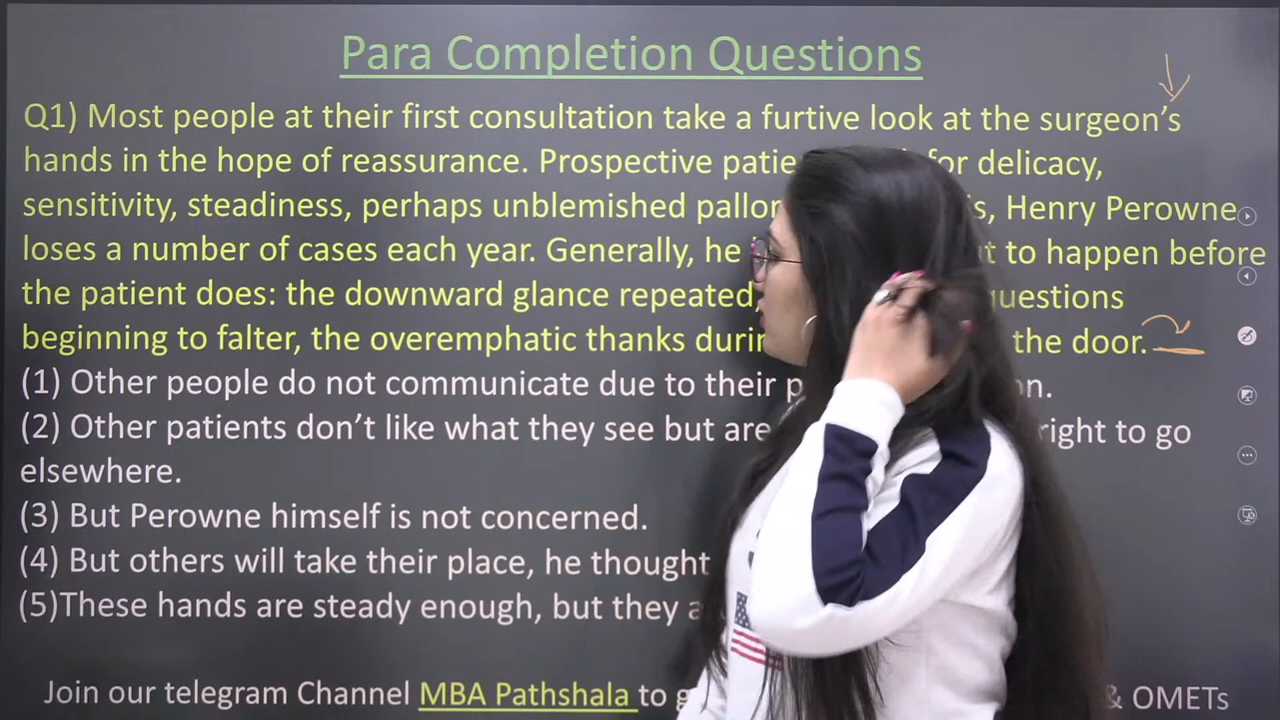 Para Completion Questions
Q1) Most people at their first consultation take a furtive look at the surgeon's
hands in the hope of reassurance. Prospective for delicacy,
sensitivity, steadiness, perhaps unblemished Henry Perowne
loses a number of cases each year. Generally, he to happen before
the patient does: the downward glance repeated, questions
beginning to falter, the overemphatic thanks the door.
(1) Other people do not communicate due to their
(2) Other patients don't like what they see but are right to go
elsewhere.
(3) But Perowne himself is not concerned.
(4) But others will take their place, he thought
(5)These hands are steady enough, but they
Join our telegram Channel MBA Pathshala to & OMETs